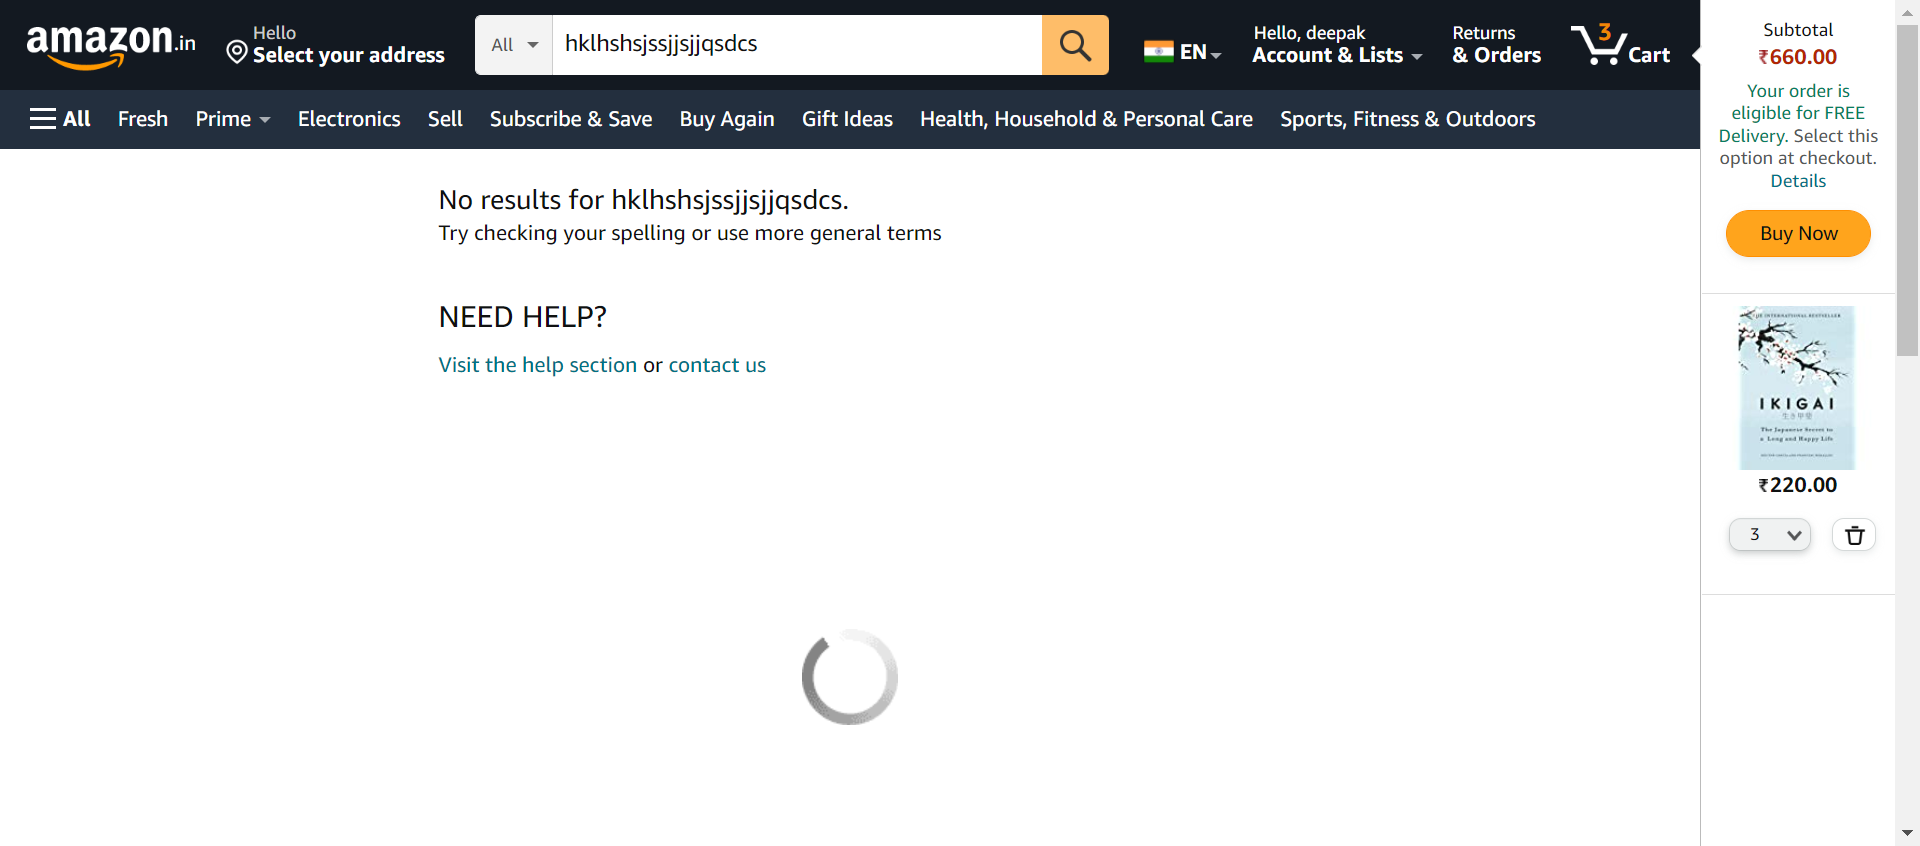 amazon.in
Hello
Select your address
All
hklhshsjssjjsjjqsdcs
EN
Hello, deepak
Account & Lists
Returns
& Orders
3
Cart
All
Fresh
Prime
Electronics
Sell
Subscribe & Save
Buy Again
Gift Ideas
Health, Household & Personal Care
Sports, Fitness & Outdoors
No results for hklhshsjssjjsjjqsdcs.
Try checking your spelling or use more general terms
NEED HELP?
Visit the help section or contact us
Subtotal
₹660.00
Your order is
eligible for FREE
Delivery. Select this
option at checkout.
Details
Buy Now
INTERNATIONAL BESTSELLER
IKIGAI
The Japanese Secret to
a Long and Happy Life
₹220.00
3